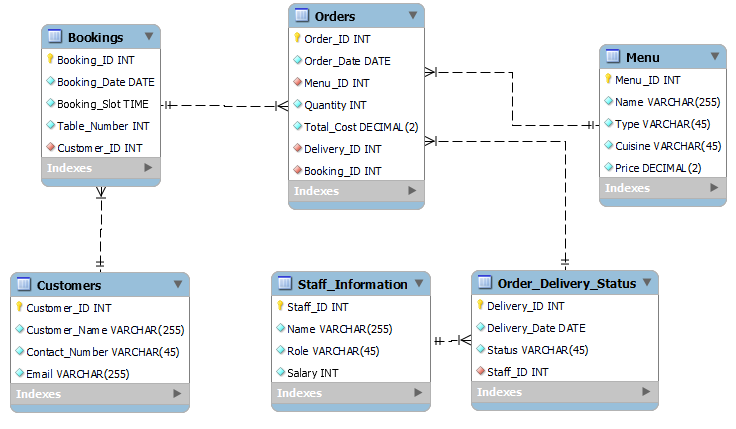 Bookings
Booking_ID INT
Booking_Date DATE
Booking_Slot TIME
Table_Number INT
Customer_ID INT
Indexes
Orders
Order_ID INT
Order_Date DATE
Menu_ID INT
Quantity INT
Total_Cost DECIMAL(2)
Delivery_ID INT
Booking_ID INT
Indexes
Menu
Menu_ID INT
Name VARCHAR(255)
Type VARCHAR(45)
Cuisine VARCHAR(45)
Price DECIMAL(2)
Indexes
Customers
Customer_ID INT
Customer_Name VARCHAR(255)
Contact_Number VARCHAR(45)
Email VARCHAR(255)
Indexes
Staff_Information
Staff_ID INT
Name VARCHAR(255)
Role VARCHAR(45)
Salary INT
Indexes
Order_Delivery_Status
Delivery_ID INT
Delivery_Date DATE
Status VARCHAR(45)
Staff_ID INT
Indexes